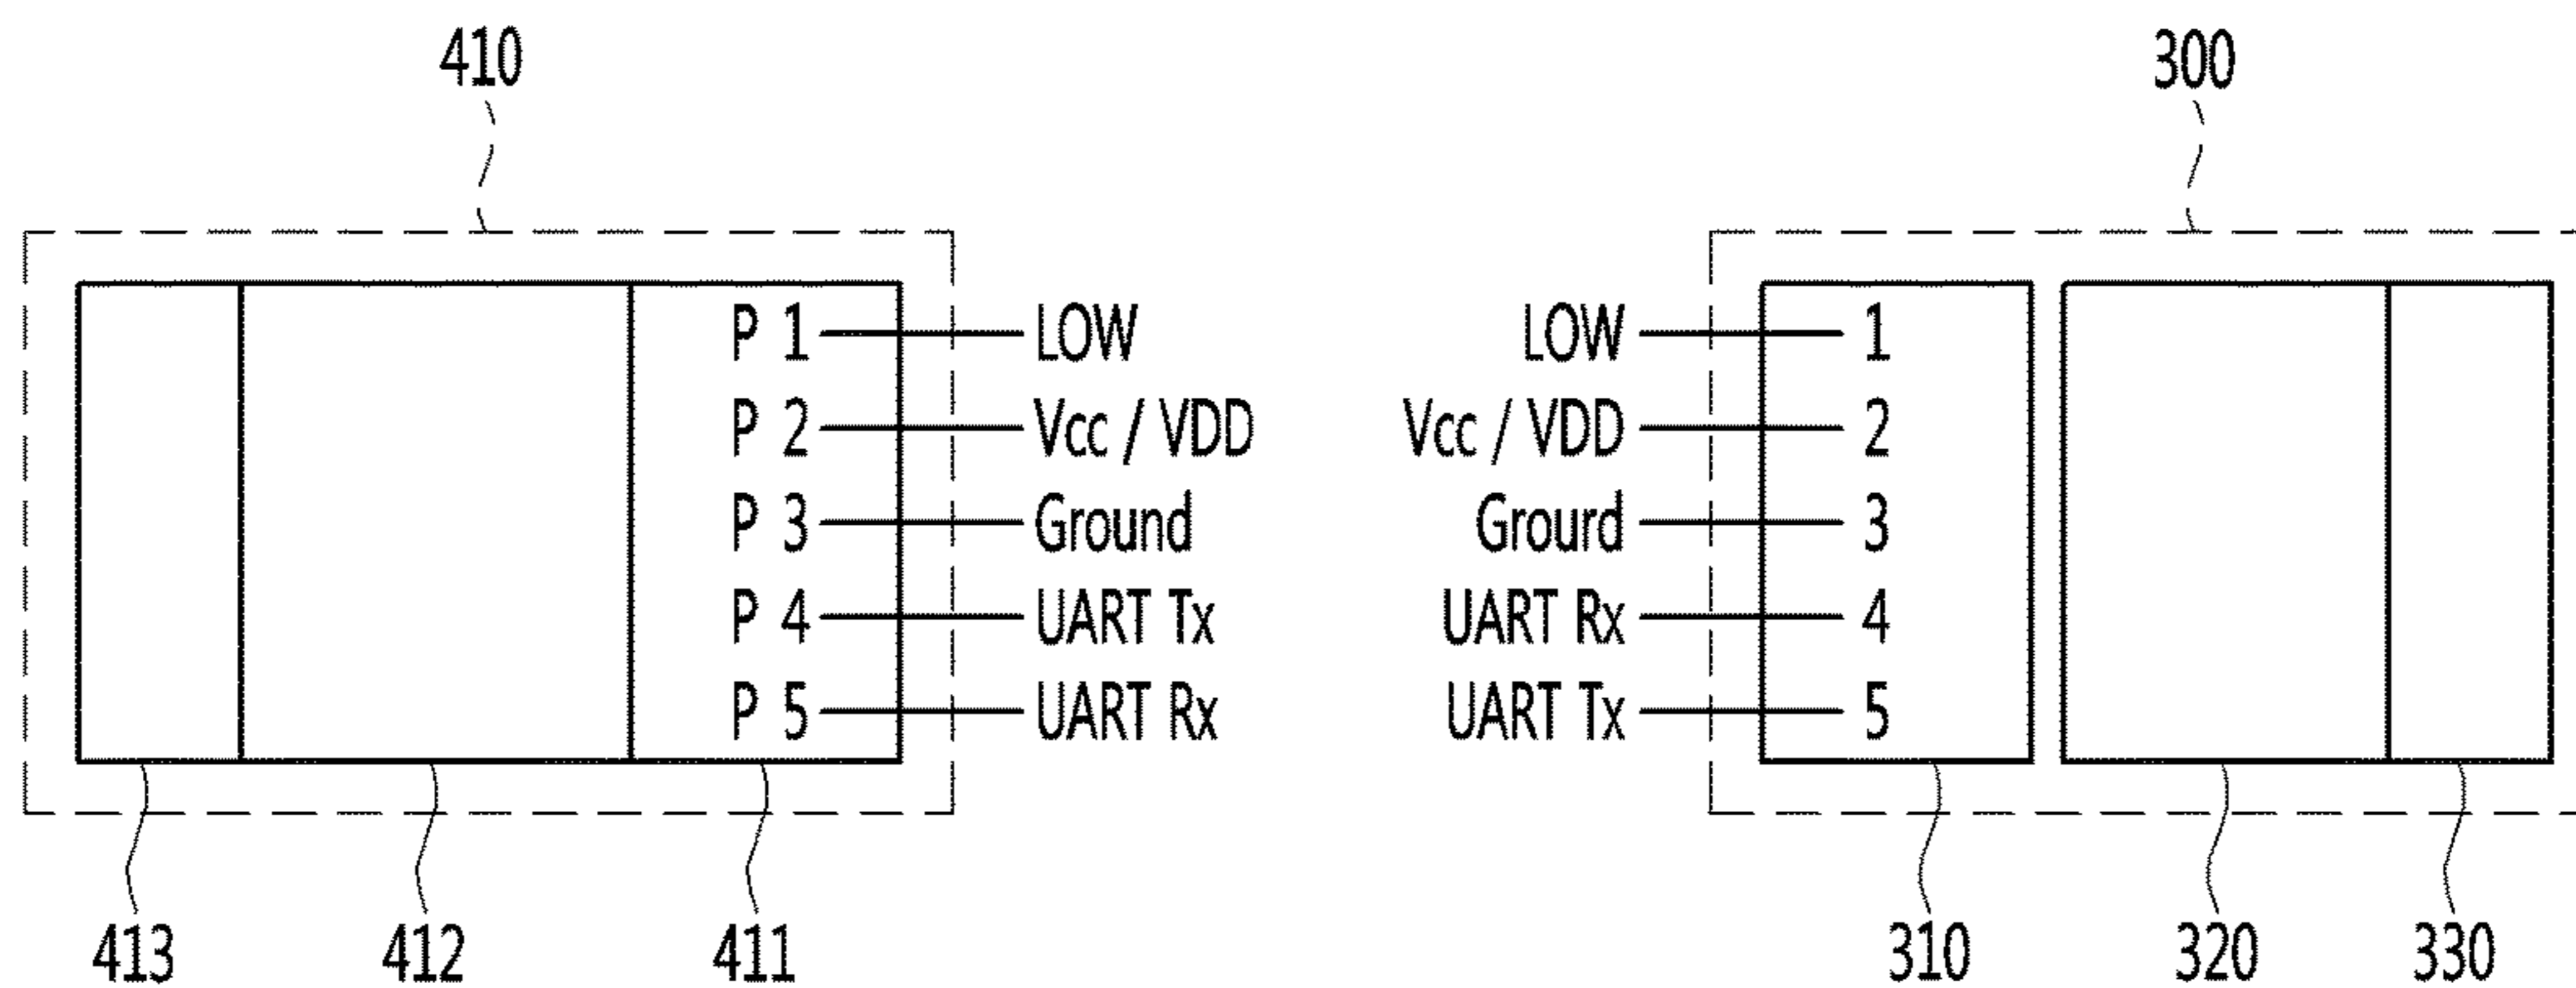 410 300
P 1 LOW LOW 1
P 2 Vcc / VDD Vcc / VDD 2
P 3 Ground Grourd 3
P 4 UART Tx UART Rx 4
P 5 UART Rx UART Tx 5
413 412 411 310 320 330